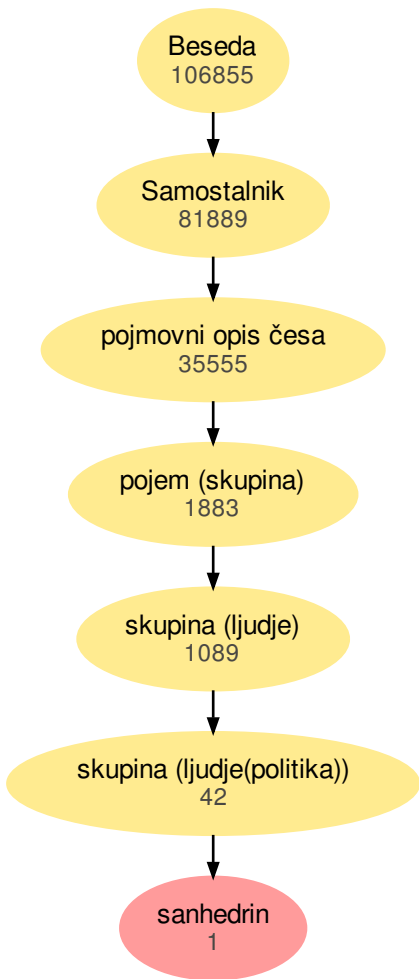 Beseda
106855
Samostalnik
81889
pojmovni opis česa
35555
pojem (skupina)
1883
skupina (ljudje)
1089
skupina (ljudje(politika))
42
sanhedrin
1